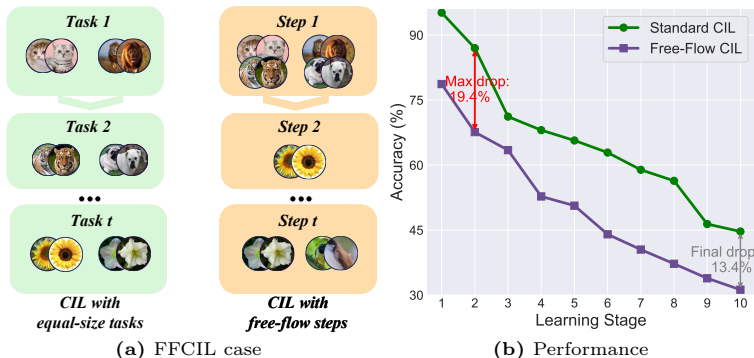 Task 1
Task 2
•••
Task t
CIL with
equal-size tasks
Step 1
Step 2
•••
Step t
CIL with
free-flow steps
(a) FFCIL case
Accuracy (%)
90
75
60
45
30
Standard CIL
Free-Flow CIL
Max drop:
19.4%
Final drop:
13.4%
1 2 3 4 5 6 7 8 9 10
Learning Stage
(b) Performance